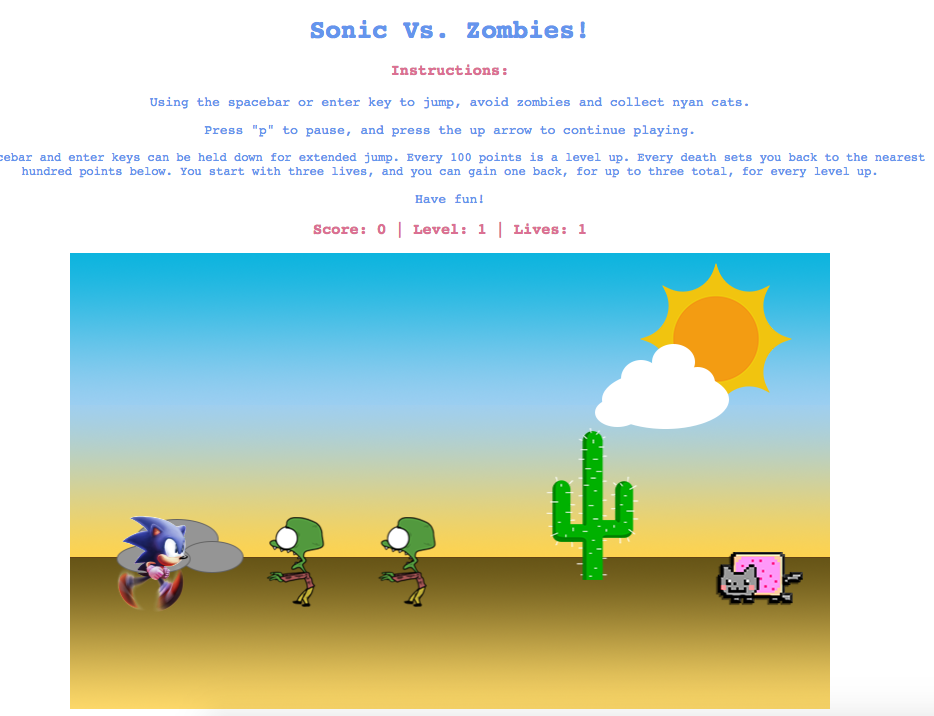 Sonic Vs. Zombies!
Instructions:
Using the spacebar or enter key to jump, avoid zombies and collect nyan cats.
Press "p" to pause, and press the up arrow to continue playing.
cebar and enter keys can be held down for extended jump. Every 100 points is a level up. Every death sets you back to the nearest
hundred points below. You start with three lives, and you can gain one back, for up to three total, for every level up.
Have fun!
Score: 0 | Level: 1 | Lives: 1